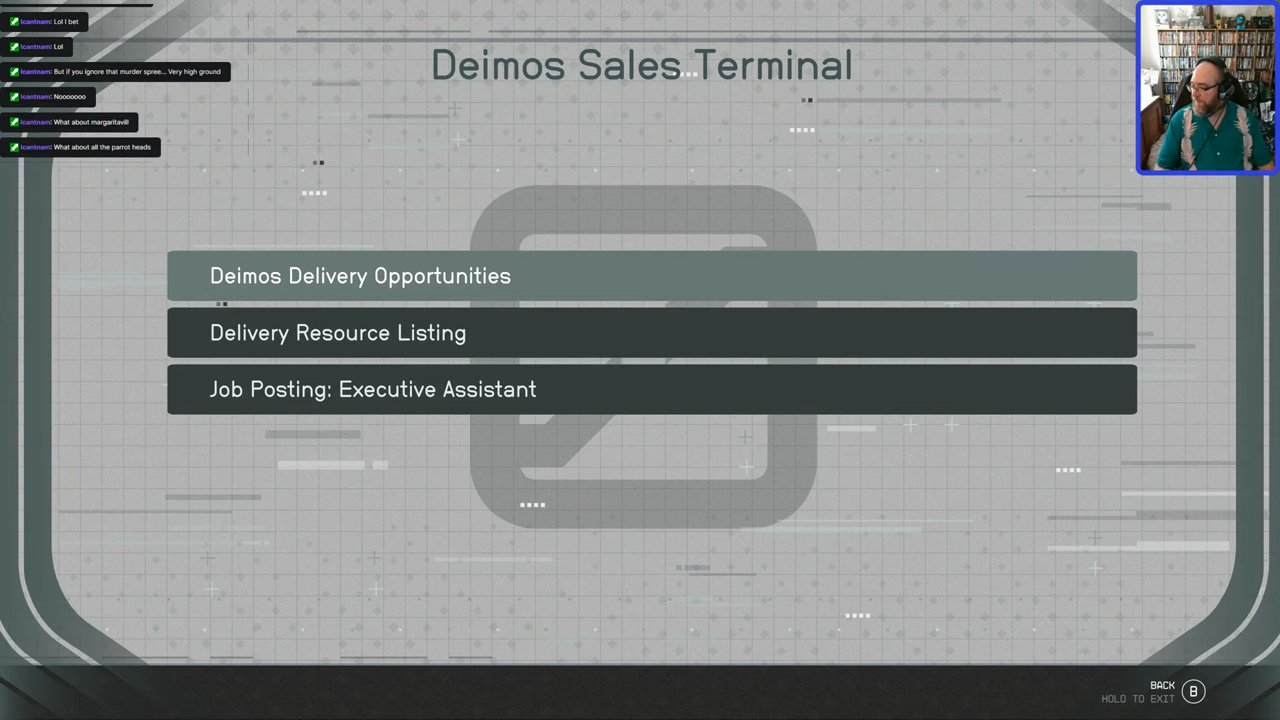 Icantnam: Lol I bet
Icantnam: Lol
Icantnam: But if you ignore that murder spree... Very high ground
Icantnam: Nooooooo
Icantnam: What about margaritavill
Icantnam: What about all the parrot heads
Deimos Sales Terminal
Deimos Delivery Opportunities
Delivery Resource Listing
Job Posting: Executive Assistant
BACK
HOLD TO EXIT
B